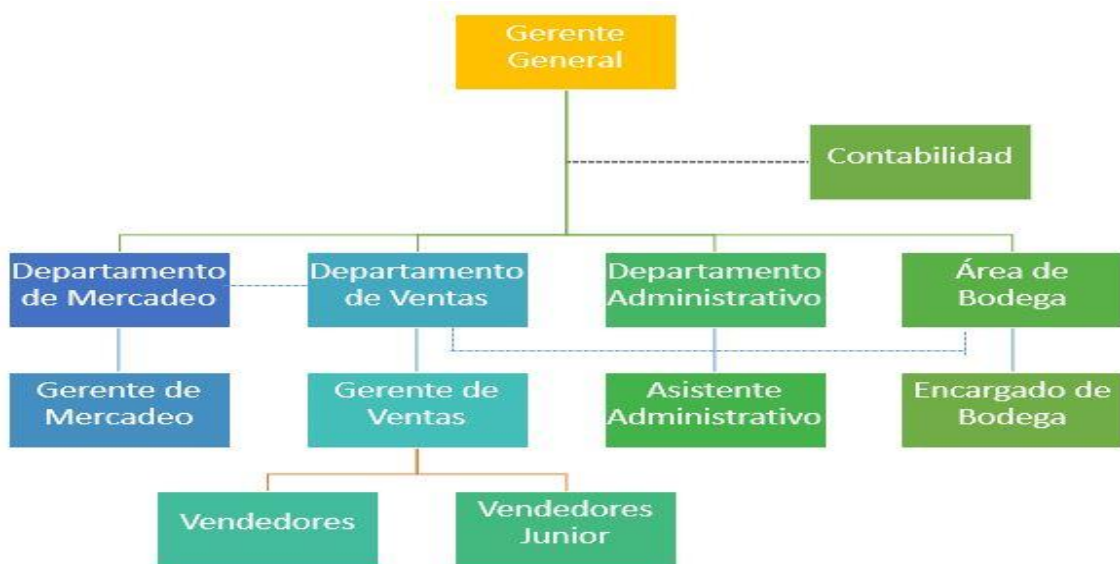 Gerente
General
Contabilidad
Departamento
de Mercadeo
Departamento
de Ventas
Departamento
Administrativo
Área de
Bodega
Gerente de
Mercadeo
Gerente de
Ventas
Asistente
Administrativo
Encargado de
Bodega
Vendedores
Vendedores
Junior